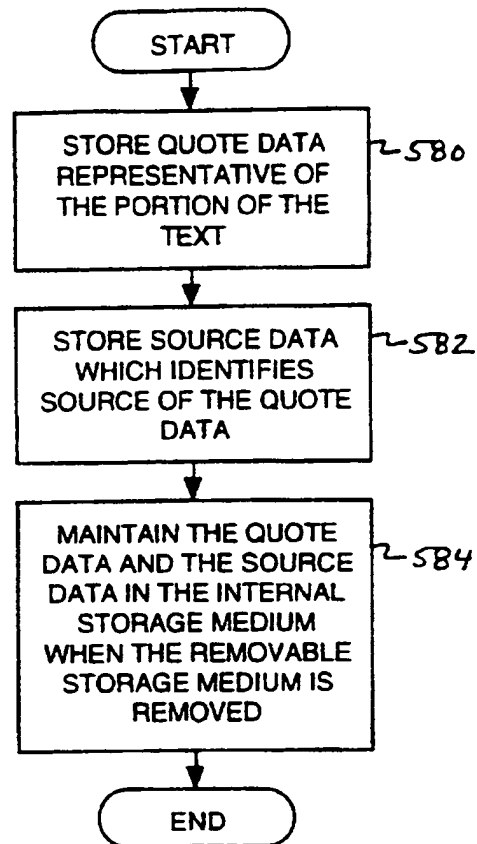 START
STORE QUOTE DATA
REPRESENTATIVE OF
THE PORTION OF THE
TEXT
580
STORE SOURCE DATA
WHICH IDENTIFIES
SOURCE OF THE QUOTE
DATA
582
MAINTAIN THE QUOTE
DATA AND THE SOURCE
DATA IN THE INTERNAL
STORAGE MEDIUM
WHEN THE REMOVABLE
STORAGE MEDIUM IS
REMOVED
584
END